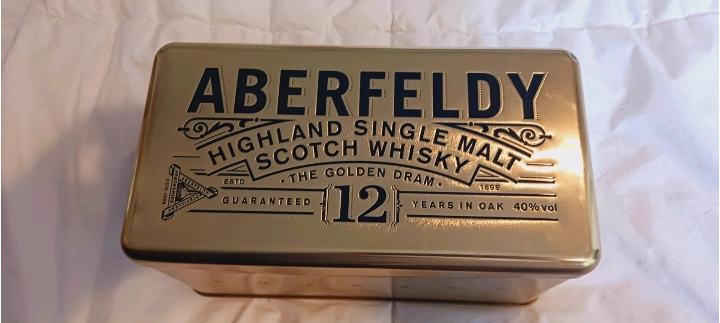 ABERFELDY
HIGHLAND SINGLE MALT
SCOTCH WHISKY
ESTD · THE GOLDEN DRAM · 1898
GUARANTEED 12 YEARS IN OAK 40%vol